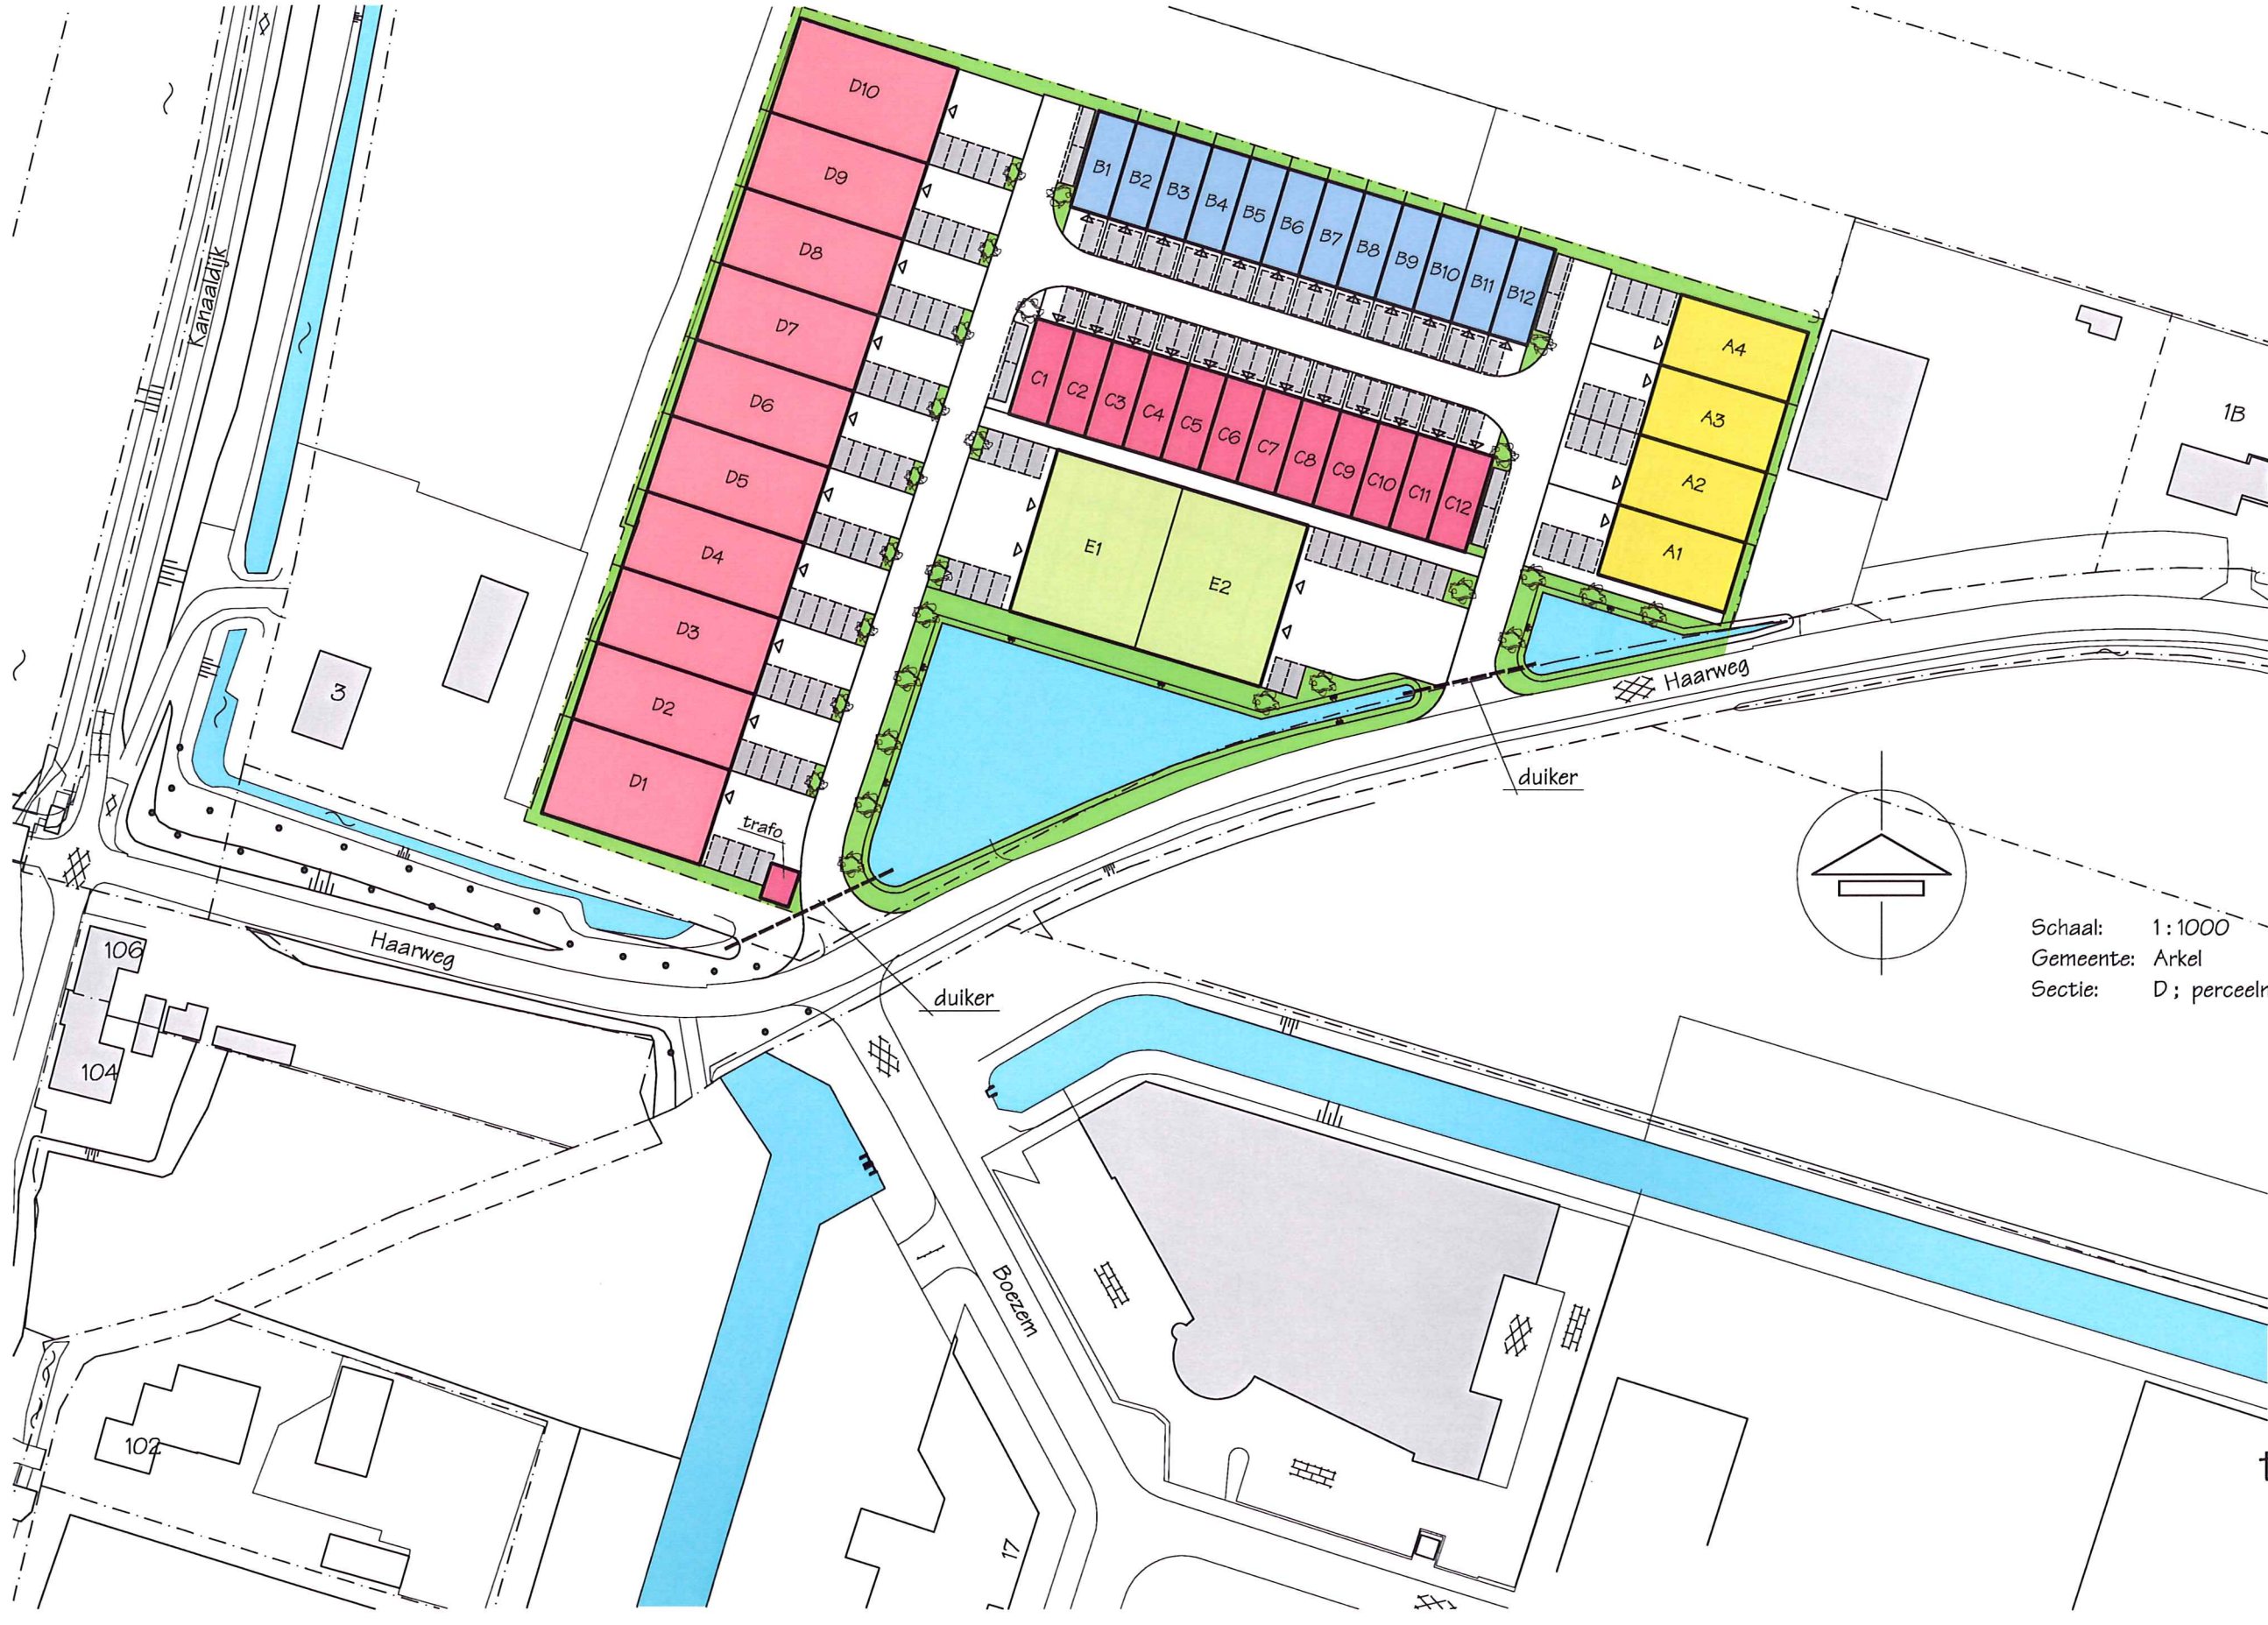 Kanaaldijk
D10
D9
D8
D7
D6
D5
D4
D3
D2
D1
trafo
B1
B2
B3
B4
B5
B6
B7
B8
B9
B10
B11
B12
C1
C2
C3
C4
C5
C6
C7
C8
C9
C10
C11
C12
E1
E2
A4
A3
A2
A1
1B
3
Haarweg
duiker
Haarweg
duiker
106
104
102
Boezem
17
Schaal: 1:1000
Gemeente: Arkel
Sectie: D; perceeln